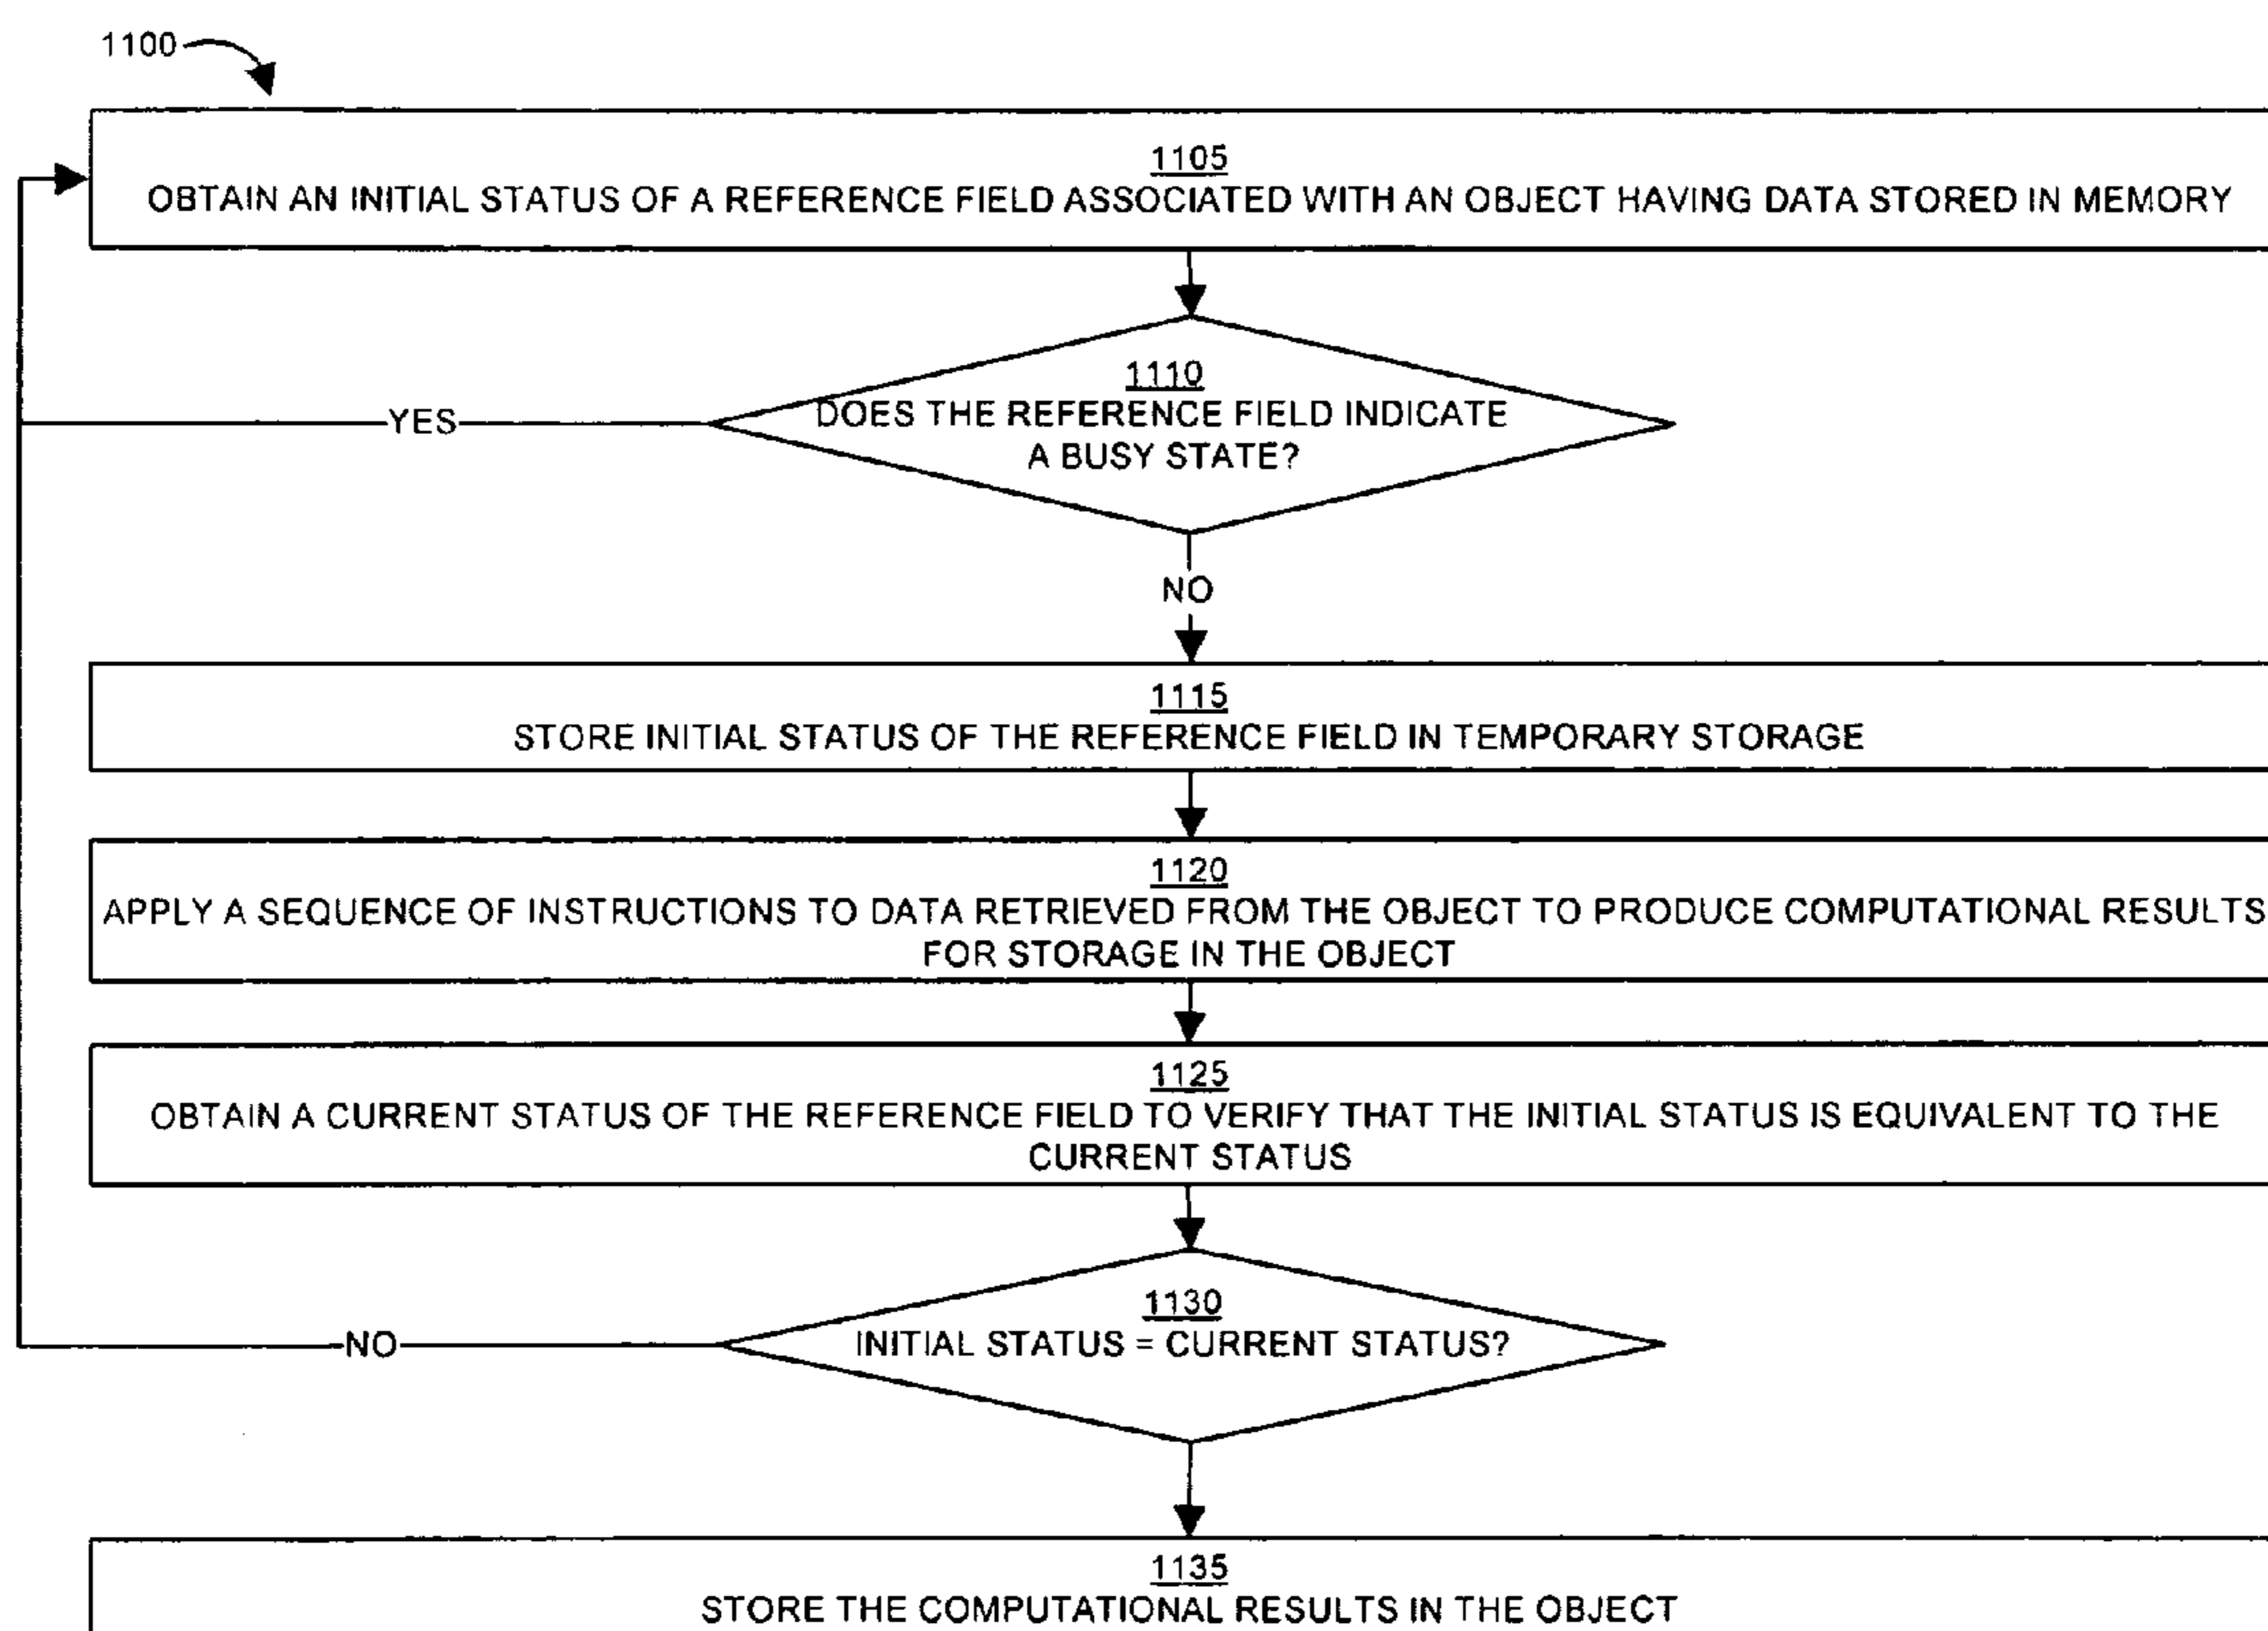 1100
1105
OBTAIN AN INITIAL STATUS OF A REFERENCE FIELD ASSOCIATED WITH AN OBJECT HAVING DATA STORED IN MEMORY
1110
DOES THE REFERENCE FIELD INDICATE
A BUSY STATE?
YES
NO
1115
STORE INITIAL STATUS OF THE REFERENCE FIELD IN TEMPORARY STORAGE
1120
APPLY A SEQUENCE OF INSTRUCTIONS TO DATA RETRIEVED FROM THE OBJECT TO PRODUCE COMPUTATIONAL RESULTS
FOR STORAGE IN THE OBJECT
1125
OBTAIN A CURRENT STATUS OF THE REFERENCE FIELD TO VERIFY THAT THE INITIAL STATUS IS EQUIVALENT TO THE
CURRENT STATUS
1130
INITIAL STATUS = CURRENT STATUS?
NO
1135
STORE THE COMPUTATIONAL RESULTS IN THE OBJECT